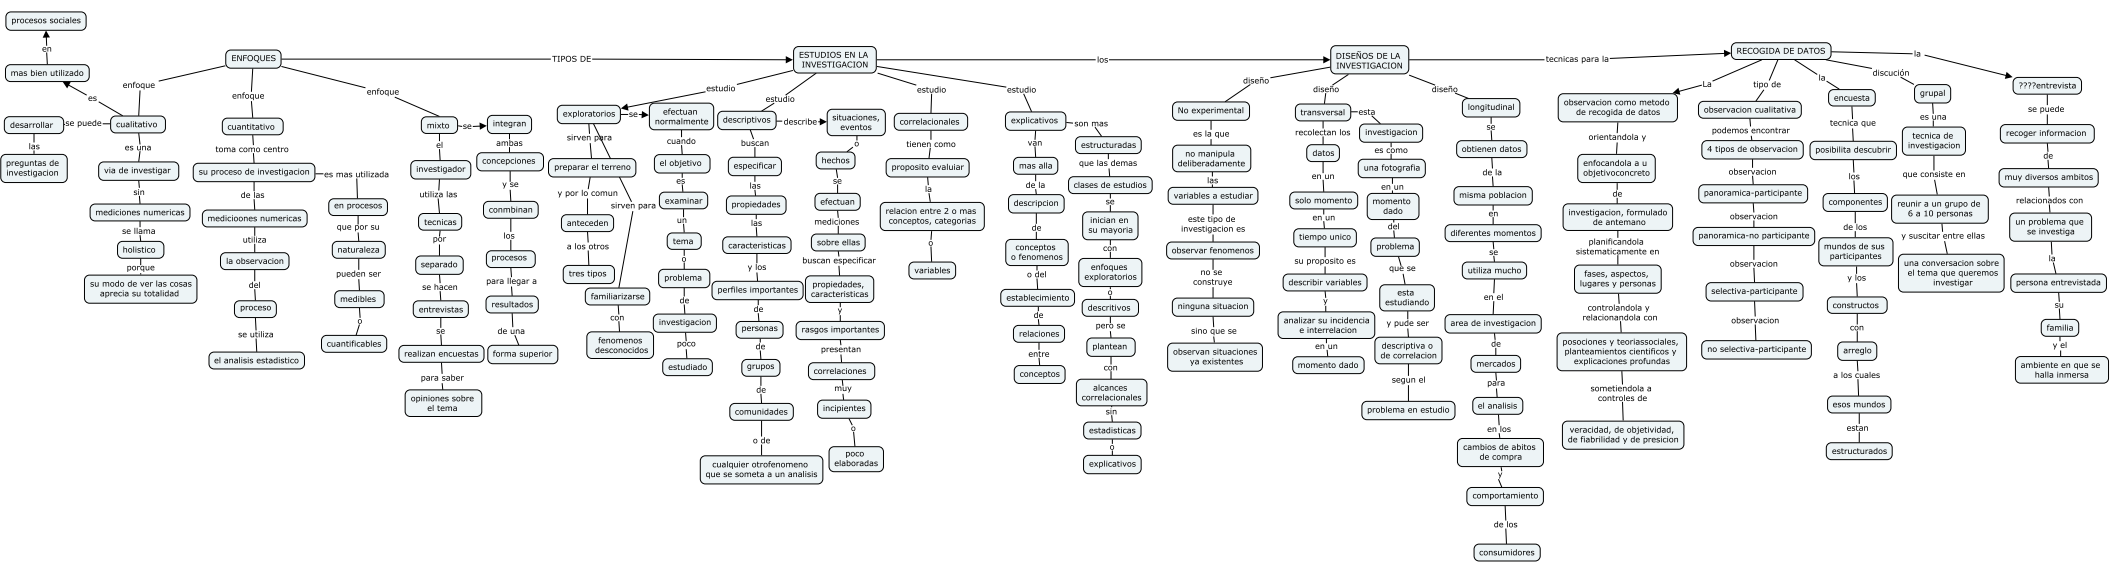 procesos sociales
en
mas bien utilizado
es
desarrollar
se puede
las
preguntas de
investigacion
ENFOQUES
TIPOS DE
enfoque
cualitativo
es una
via de investigar
sin
mediciones numericas
se llama
holistico
porque
su modo de ver las cosas
aprecia su totalidad
enfoque
cuantitativo
toma como centro
su proceso de investigacion
de las
medicioones numericas
utiliza
la observacion
del
proceso
se utiliza
el analisis estadistico
es mas utilizada
en procesos
que por su
naturaleza
pueden ser
medibles
o
cuantificables
enfoque
mixto
el
investigador
utiliza las
tecnicas
por
separado
se hacen
entrevistas
se
realizan encuestas
para saber
opiniones sobre
el tema
se
integran
ambas
concepciones
y se
conmbinan
los
procesos
para llegar a
resultados
de una
forma superior
ESTUDIOS EN LA
INVESTIGACION
los
estudio
exploratorios
sirven para
preparar el terreno
y por lo comun
anteceden
a los otros
tres tipos
sirven para
familiarizarse
con
fenomenos
desconocidos
se
efectuan
normalmente
cuando
el objetivo
es
examinar
un
tema
o
problema
de
investigacion
poco
estudiado
estudio
descriptivos
buscan
especificar
las
propiedades
las
caracteristicas
y los
perfiles importantes
de
personas
de
grupos
de
comunidades
o de
cualquier otrofenomeno
que se someta a un analisis
describe
situaciones,
eventos
o
hechos
se
efectuan
mediciones
sobre ellas
buscan especificar
propiedades,
caracteristicas
y
rasgos importantes
presentan
correlaciones
muy
incipientes
o
poco
elaboradas
estudio
correlacionales
tienen como
proposito evaluiar
la
relacion entre 2 o mas
conceptos, categorias
o
variables
estudio
explicativos
van
mas alla
de la
descripcion
de
conceptos
o fenomenos
o del
establecimiento
de
relaciones
entre
conceptos
son mas
estructuradas
que las demas
clases de estudios
se
inician en
su mayoria
con
enfoques
exploratorios
o
descritivos
pero se
plantean
con
alcances
correlacionales
sin
estadisticas
o
explicativos
DISEÑOS DE LA
INVESTIGACION
tecnicas para la
diseño
No experimental
es la que
no manipula
deliberadamente
las
variables a estudiar
este tipo de
investigacion es
observar fenomenos
no se
construye
ninguna situacion
sino que se
observan situaciones
ya existentes
diseño
transversal
recolectan los
datos
en un
solo momento
en un
tiempo unico
su proposito es
describir variables
y
analizar su incidencia
e interrelacion
en un
momento dado
esta
investigacion
es como
una fotografia
en un
momento
dado
del
problema
que se
esta
estudiando
y pude ser
descriptiva o
de correlacion
segun el
problema en estudio
diseño
longitudinal
se
obtienen datos
de la
misma poblacion
en
diferentes momentos
se
utiliza mucho
en el
area de investigacion
de
mercados
para
el analisis
en los
cambios de abitos
de compra
y
comportamiento
de los
consumidores
RECOGIDA DE DATOS
La
observacion como metodo
de recogida de datos
orientandola y
enfocandola a u
objetivoconcreto
de
investigacion, formulado
de antemano
planificandola
sistematicamente en
fases, aspectos,
lugares y personas
controlandola y
relacionandola con
posociones y teoriassociales,
planteamientos cientificos y
explicaciones profundas
sometiendola a
controles de
veracidad, de objetividad,
de fiabilidad y de presicion
tipo de
observacion cualitativa
podemos encontrar
4 tipos de observacion
observacion
panoramica-participante
observacion
panoramica-no participante
observacion
selectiva-participante
observacion
no selectiva-participante
la
encuesta
tecnica que
posibilita descubrir
los
componentes
de los
mundos de sus
participantes
y los
constructos
con
arreglo
a los cuales
esos mundos
estan
estructurados
discución
grupal
es una
tecnica de
investigacion
que consiste en
reunir a un grupo de
6 a 10 personas
y suscitar entre ellas
una conversacion sobre
el tema que queremos
investigar
la
????entrevista
se puede
recoger informacion
de
muy diversos ambitos
relacionados con
un problema que
se investiga
la
persona entrevistada
su
familia
y el
ambiente en que se
halla inmersa